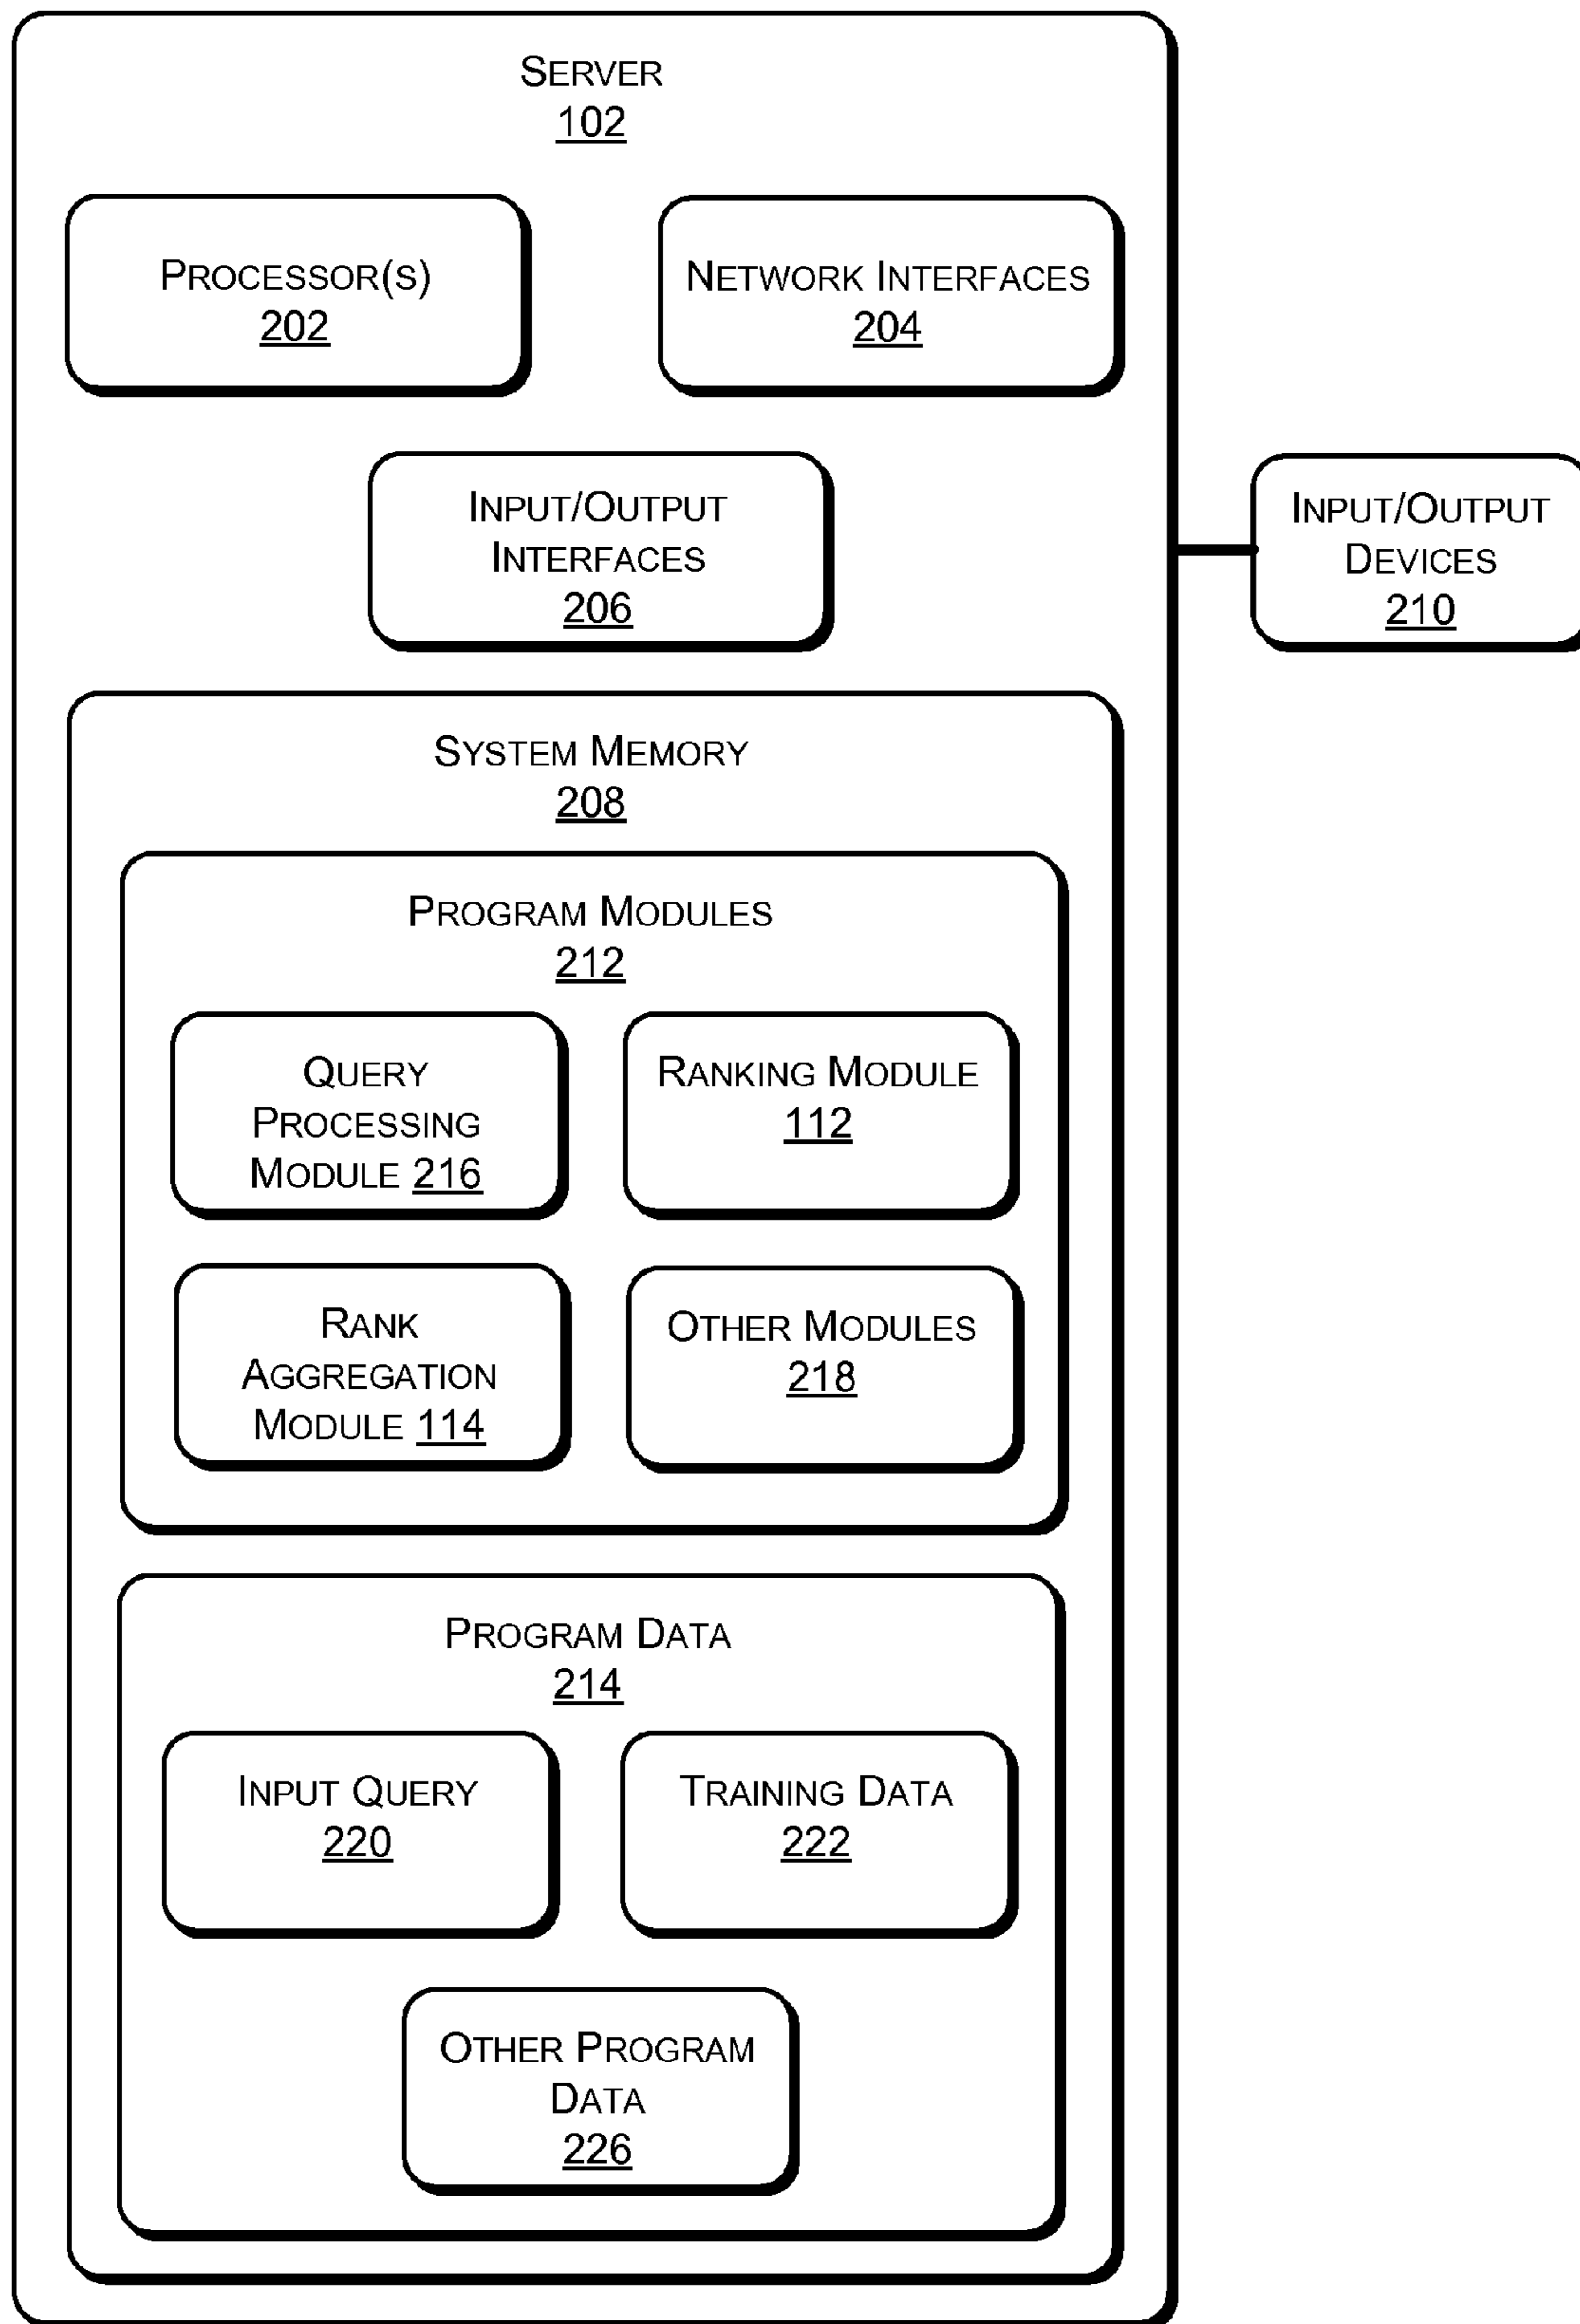 SERVER
102
PROCESSOR(S)
202
NETWORK INTERFACES
204
INPUT/OUTPUT
INTERFACES
206
INPUT/OUTPUT
DEVICES
210
SYSTEM MEMORY
208
PROGRAM MODULES
212
QUERY
PROCESSING
MODULE 216
RANKING MODULE
112
RANK
AGGREGATION
MODULE 114
OTHER MODULES
218
PROGRAM DATA
214
INPUT QUERY
220
TRAINING DATA
222
OTHER PROGRAM
DATA
226